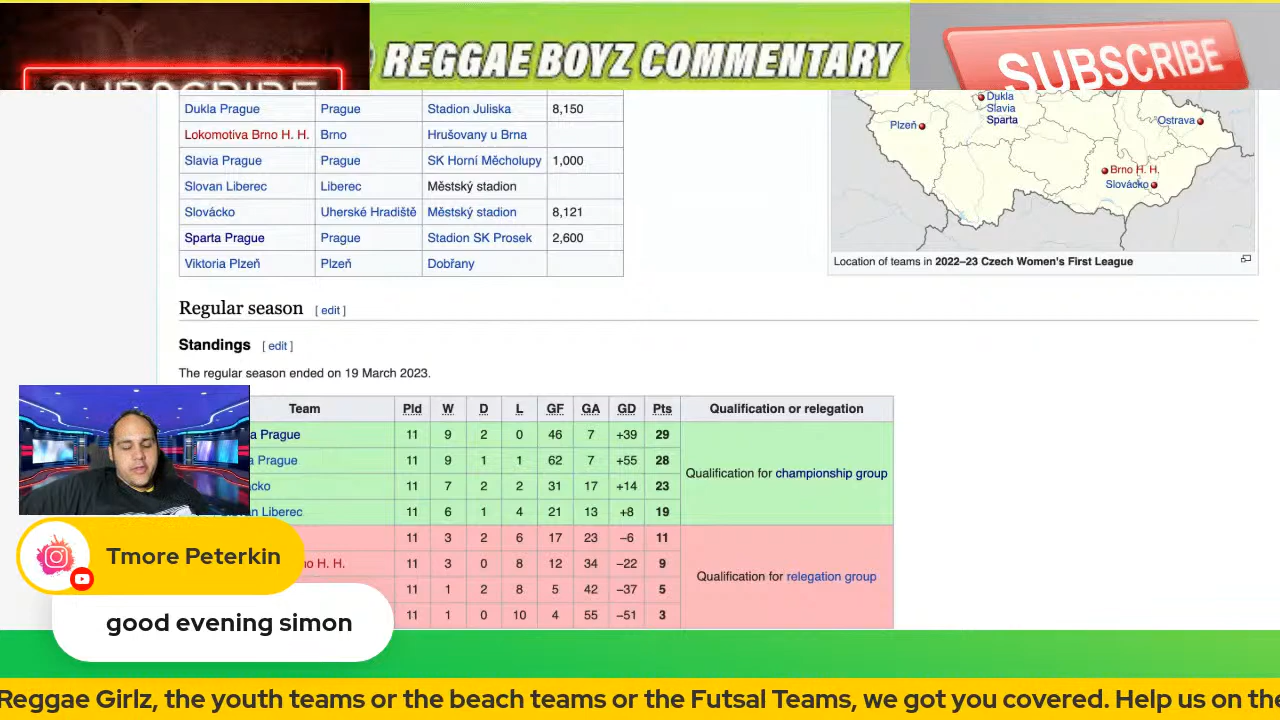 SUBSCRIBE
REGGAE BOYZ COMMENTARY
SUBSCRIBE
Dukla Prague Prague Stadion Juliska 8,150
Lokomotiva Brno H. H. Brno Hrušovany u Brna
Slavia Prague Prague SK Horní Měcholupy 1,000
Slovan Liberec Liberec Městský stadion
Slovácko Uherské Hradiště Městský stadion 8,121
Sparta Prague Prague Stadion SK Prosek 2,600
Viktoria Plzeň Plzeň Dobřany
Dukla
Slavia
Sparta
Plzeň
Ostrava
Brno H. H.
Slovácko
Location of teams in 2022–23 Czech Women's First League
Regular season [ edit ]
Standings [ edit ]
The regular season ended on 19 March 2023.
Team Pld W D L GF GA GD Pts Qualification or relegation
a Prague 11 9 2 0 46 7 +39 29
a Prague 11 9 1 1 62 7 +55 28
Qualification for championship group
cko 11 7 2 2 31 17 +14 23
n Liberec 11 6 1 4 21 13 +8 19
11 3 2 6 17 23 –6 11
no H. H. 11 3 0 8 12 34 –22 9
Qualification for relegation group
11 1 2 8 5 42 –37 5
11 1 0 10 4 55 –51 3
Tmore Peterkin
good evening simon
Reggae Girlz, the youth teams or the beach teams or the Futsal Teams, we got you covered. Help us on the